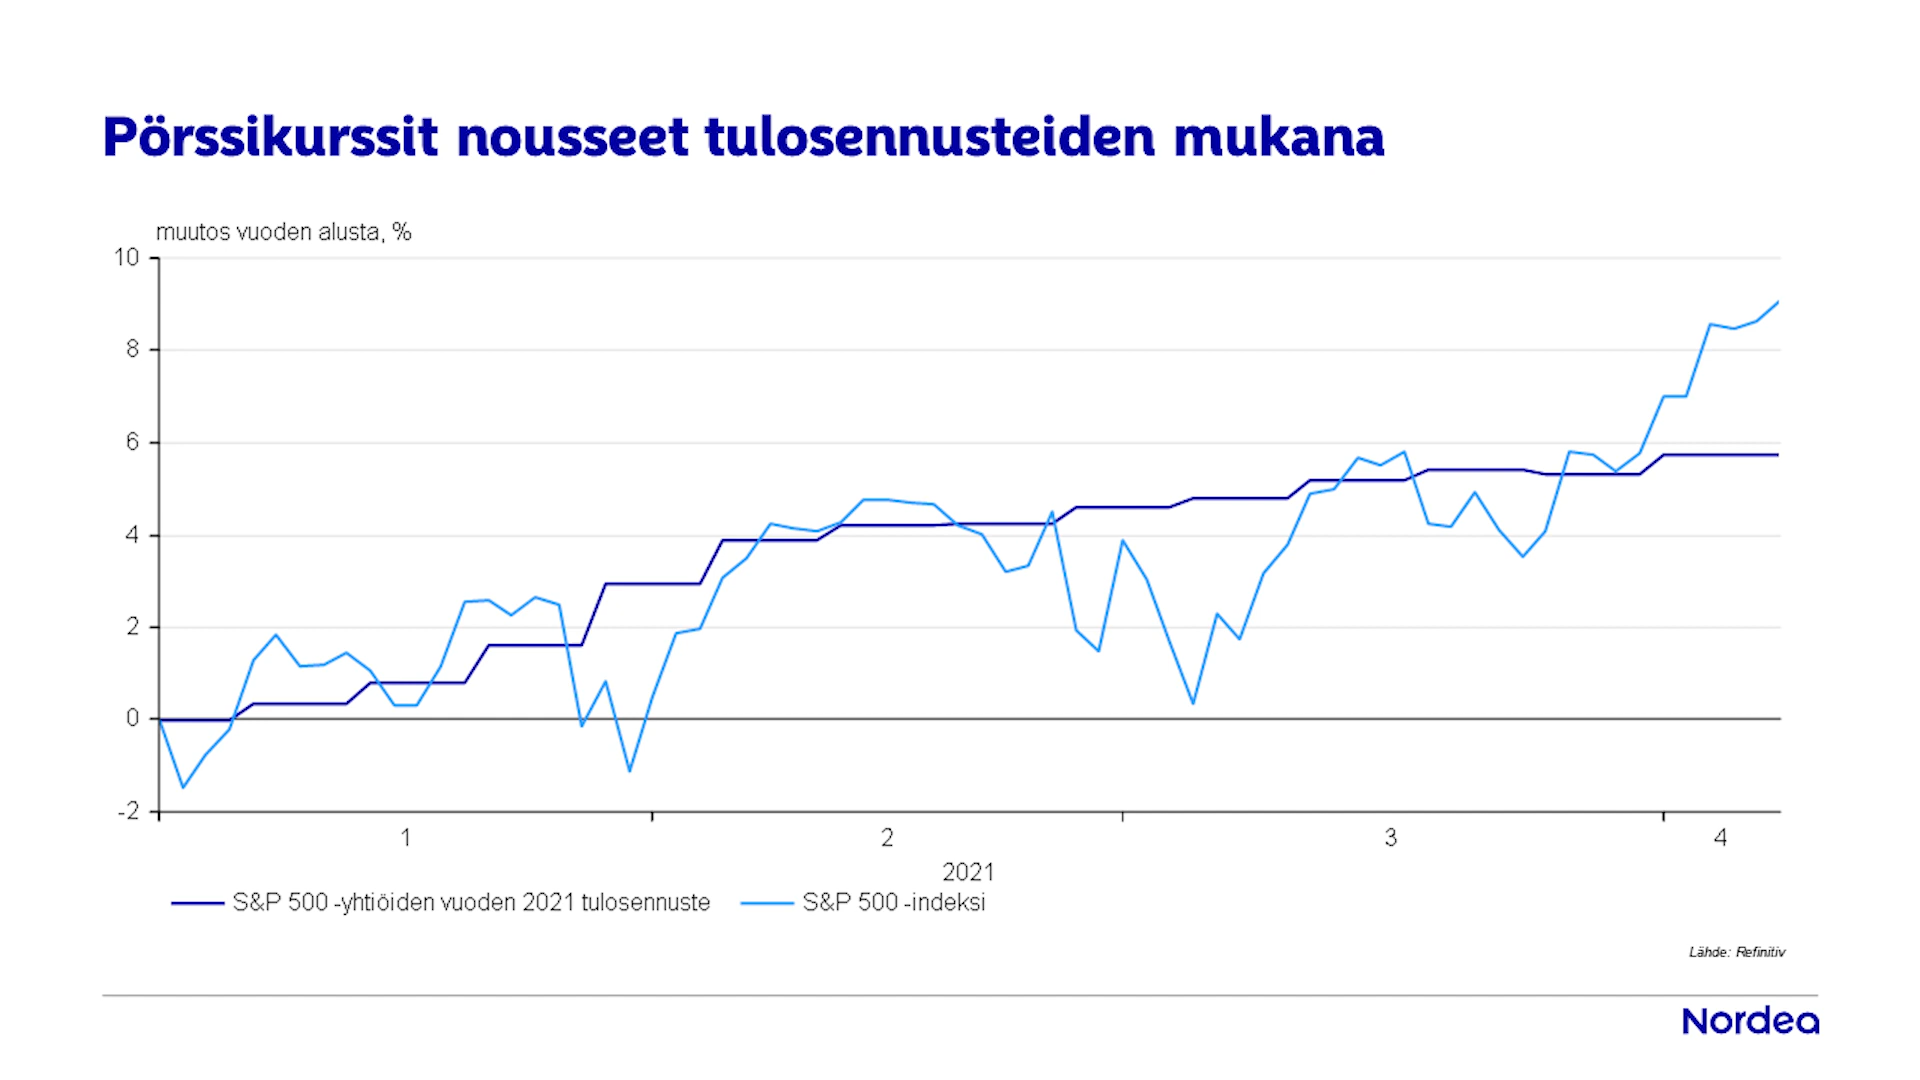 Pörssikurssit nousseet tulosennusteiden mukana
muutos vuoden alusta, %
10
8
6
4
2
0
-2
1 2 3 4
2021
S&P 500 -yhtiöiden vuoden 2021 tulosennuste S&P 500 -indeksi
Lähde: Refinitiv
Nordea